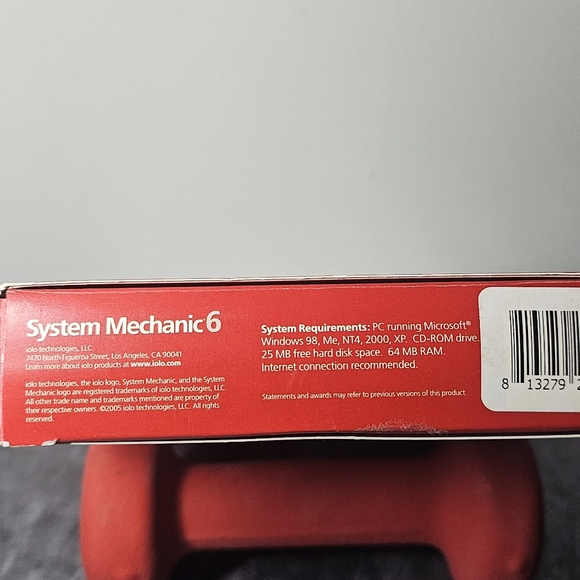 System Mechanic 6
iolo technologies, LLC
7470 North Figueroa Street, Los Angeles, CA 90041
Learn more about iolo products at www.iolo.com
iolo technologies, the iolo logo, System Mechanic, and the System
Mechanic logo are registered trademarks of iolo technologies, LLC.
All other trade name and trademarks mentioned are property of
their respective owners. ©2005 iolo technologies, LLC. All rights
reserved.
System Requirements: PC running Microsoft®
Windows 98, Me, NT4, 2000, XP. CD-ROM drive.
25 MB free hard disk space. 64 MB RAM.
Internet connection recommended.
Statements and awards may refer to previous versions of this product.
8 13279 2